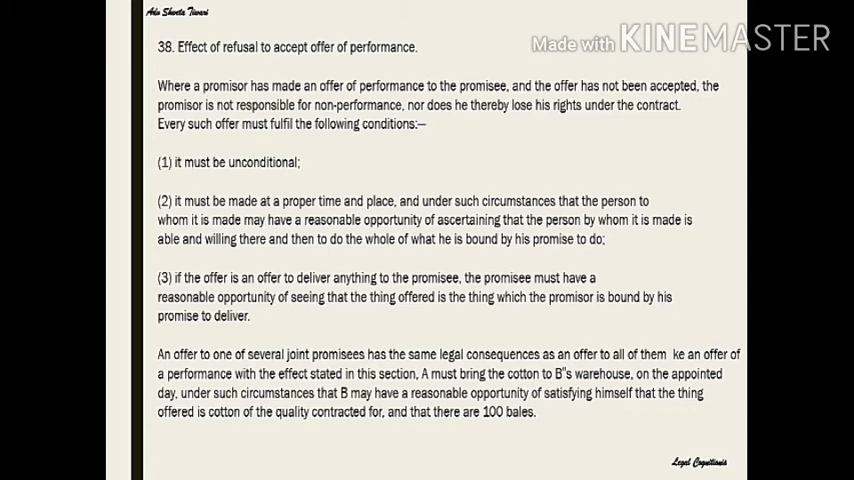 Adv Shweta Tiwari
Made with KINEMASTER
38. Effect of refusal to accept offer of performance.
Where a promisor has made an offer of performance to the promisee, and the offer has not been accepted, the
promisor is not responsible for non-performance, nor does he thereby lose his rights under the contract.
Every such offer must fulfil the following conditions:—
(1) it must be unconditional;
(2) it must be made at a proper time and place, and under such circumstances that the person to
whom it is made may have a reasonable opportunity of ascertaining that the person by whom it is made is
able and willing there and then to do the whole of what he is bound by his promise to do;
(3) if the offer is an offer to deliver anything to the promisee, the promisee must have a
reasonable opportunity of seeing that the thing offered is the thing which the promisor is bound by his
promise to deliver.
An offer to one of several joint promisees has the same legal consequences as an offer to all of them ke an offer of
a performance with the effect stated in this section, A must bring the cotton to B"s warehouse, on the appointed
day, under such circumstances that B may have a reasonable opportunity of satisfying himself that the thing
offered is cotton of the quality contracted for, and that there are 100 bales.
Legal Cognitionis